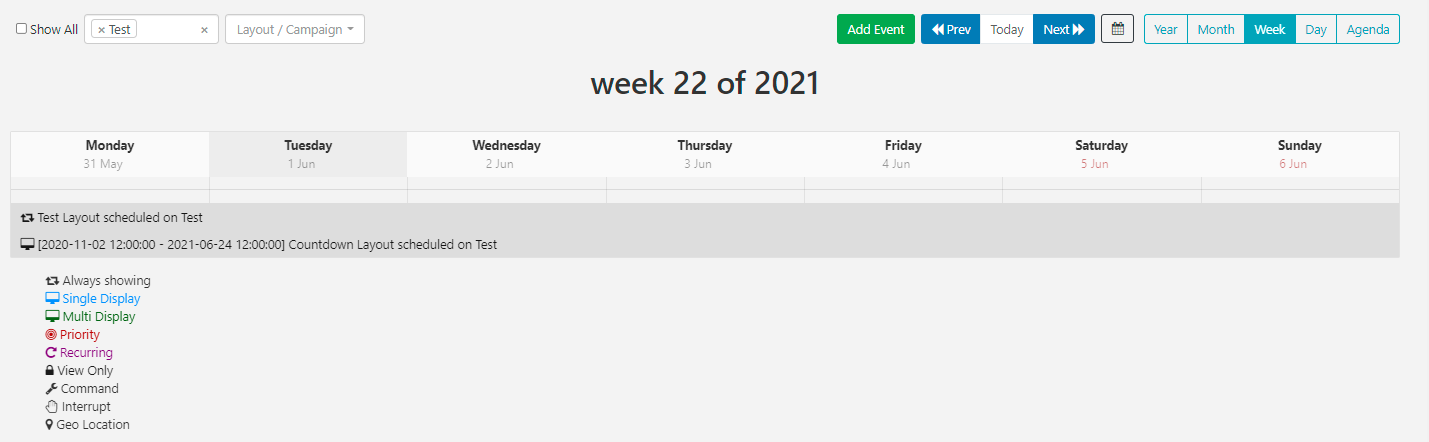 Show All × Test × Layout / Campaign Add Event Prev Today Next Year Month Week Day Agenda
week 22 of 2021
Monday Tuesday Wednesday Thursday Friday Saturday Sunday
31 May 1 Jun 2 Jun 3 Jun 4 Jun 5 Jun 6 Jun
Test Layout scheduled on Test
[2020-11-02 12:00:00 - 2021-06-24 12:00:00] Countdown Layout scheduled on Test
Always showing
Single Display
Multi Display
Priority
Recurring
View Only
Command
Interrupt
Geo Location